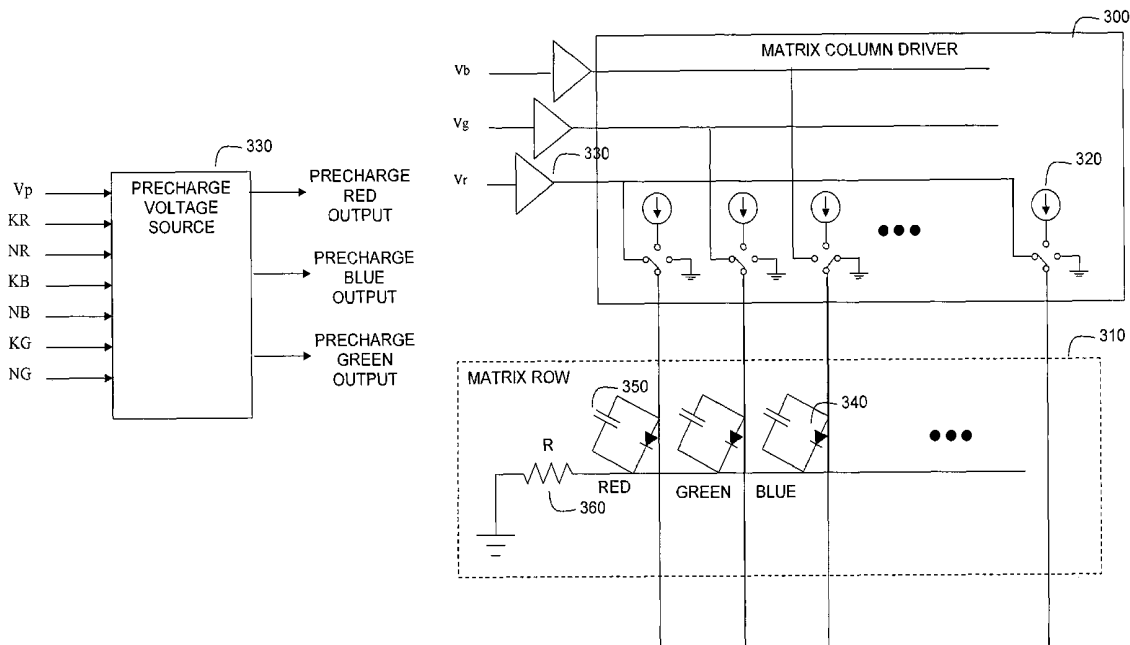 330
Vp
KR
NR
KB
NB
KG
NG
PRECHARGE
VOLTAGE
SOURCE
PRECHARGE
RED
OUTPUT
PRECHARGE
BLUE
OUTPUT
PRECHARGE
GREEN
OUTPUT
300
MATRIX COLUMN DRIVER
Vb
Vg
Vr
330
320
310
MATRIX ROW
350
340
R
360
RED
GREEN
BLUE